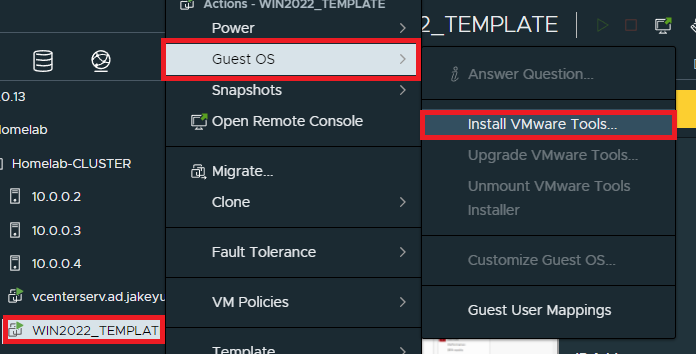 Actions - WIN2022_TEMPLATE
2_TEMPLATE
Power
Guest OS
Answer Question...
0.13
Snapshots
Homelab
Open Remote Console
Install VMware Tools...
Homelab-CLUSTER
Migrate...
Upgrade VMware Tools...
10.0.0.2
Clone
Unmount VMware Tools
Installer
10.0.0.3
Fault Tolerance
Customize Guest OS...
10.0.0.4
vcenterserv.ad.jakeyu
VM Policies
Guest User Mappings
WIN2022_TEMPLAT
Template